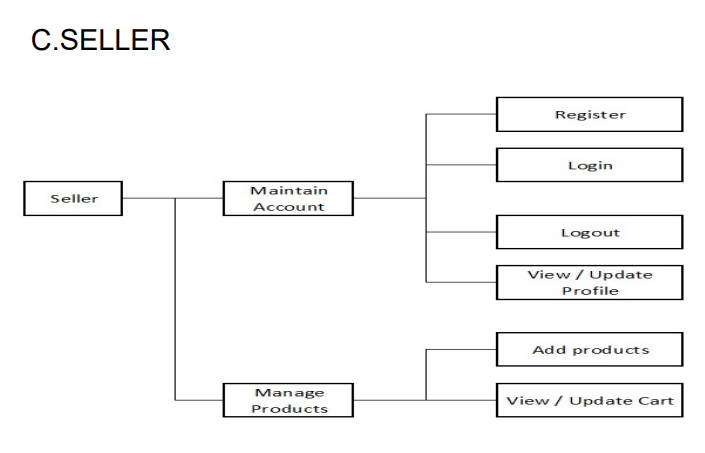 C.SELLER
Register
Login
Seller
Maintain
Account
Logout
View / Update
Profile
Add products
Manage
Products
View / Update Cart